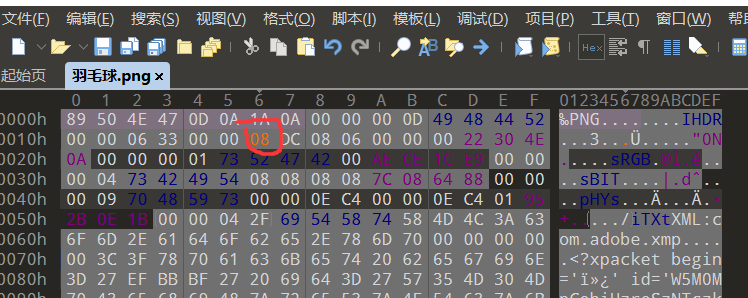 文件(F) 编辑(E) 搜索(S) 视图(V) 格式(O) 脚本(I) 模板(L) 调试(D) 项目(P) 工具(T) 窗口(W) 帮助
Hex
起始页 羽毛球.png ×
0 1 2 3 4 5 6 7 8 9 A B C D E F 0123456789ABCDEF
0000h 89 50 4E 47 0D 0A 1A 0A 00 00 00 0D 49 48 44 52 ‰PNG........IHDR
0010h 00 00 06 33 00 00 08 DC 08 06 00 00 00 22 30 4E ...3...Ü....."0N
0020h 0A 00 00 00 01 73 52 47 42 00 AE CE 1C E9 00 00 .....sRGB.®Î.é..
0030h 00 04 73 42 49 54 08 08 08 08 7C 08 64 88 00 00 ..sBIT....|.dˆ..
0040h 00 09 70 48 59 73 00 00 0E C4 00 00 0E C4 01 95 ..pHYs...Ä...Ä.•
0050h 2B 0E 1B 00 00 04 2F 69 54 58 74 58 4D 4C 3A 63 +...../iTXtXML:c
0060h 6F 6D 2E 61 64 6F 62 65 2E 78 6D 70 00 00 00 00 om.adobe.xmp....
0070h 00 3C 3F 78 70 61 63 6B 65 74 20 62 65 67 69 6E .<?xpacket begin
0080h 3D 27 EF BB BF 27 20 69 64 3D 27 57 35 4D 30 4D ='ï»¿' id='W5M0M